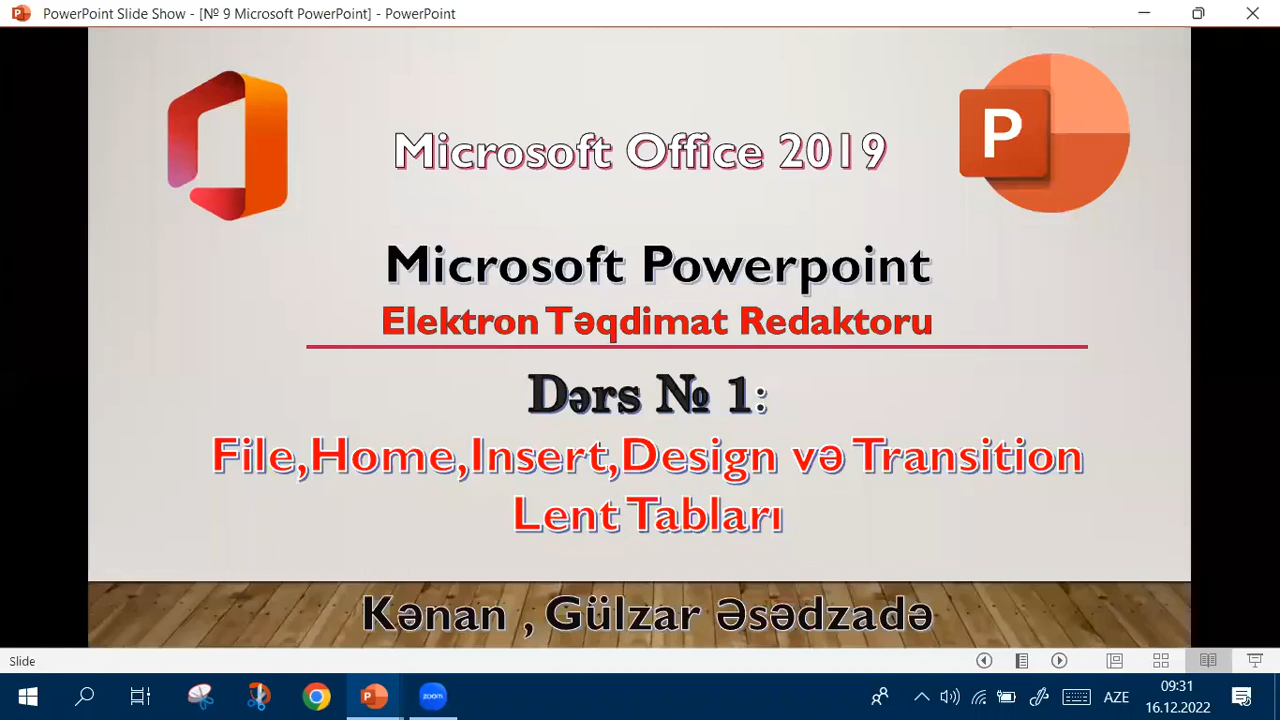 PowerPoint Slide Show - [№ 9 Microsoft PowerPoint] - PowerPoint
Microsoft Office 2019
P
Microsoft Powerpoint
Elektron Təqdimat Redaktoru
Dərs № 1:
File,Home,Insert,Design və Transition
Lent Tabları
Kənan , Gülzar Əsədzadə
Slide
zoom
AZE
09:31
16.12.2022